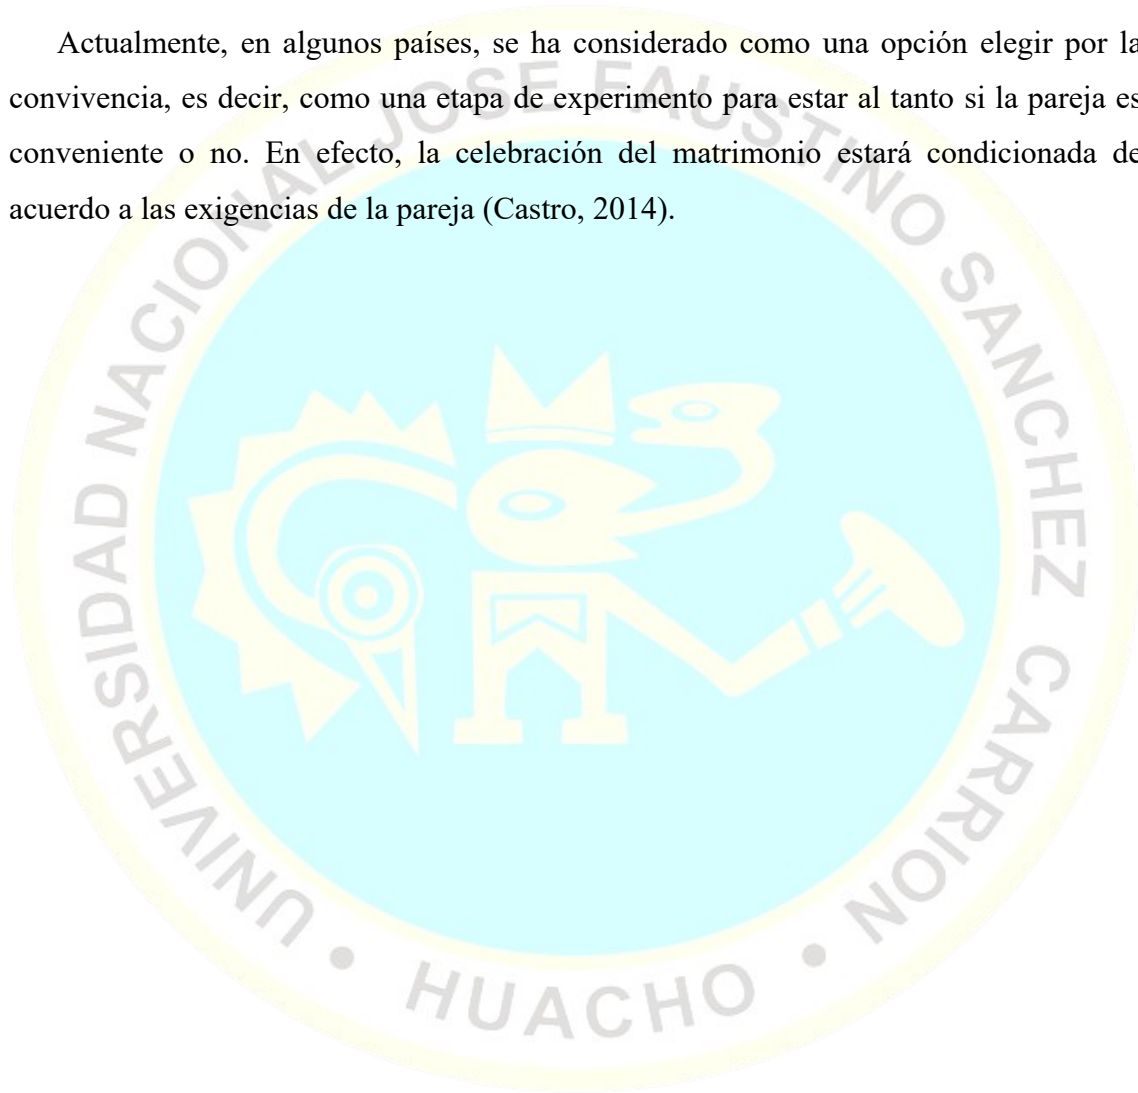 Actualmente, en algunos países, se ha considerado como una opción elegir por la
convivencia, es decir, como una etapa de experimento para estar al tanto si la pareja es
conveniente o no. En efecto, la celebración del matrimonio estará condicionada de
acuerdo a las exigencias de la pareja (Castro, 2014).
UNIVERSIDAD NACIONAL JOSE FAUSTINO SANCHEZ CARRION
• HUACHO •